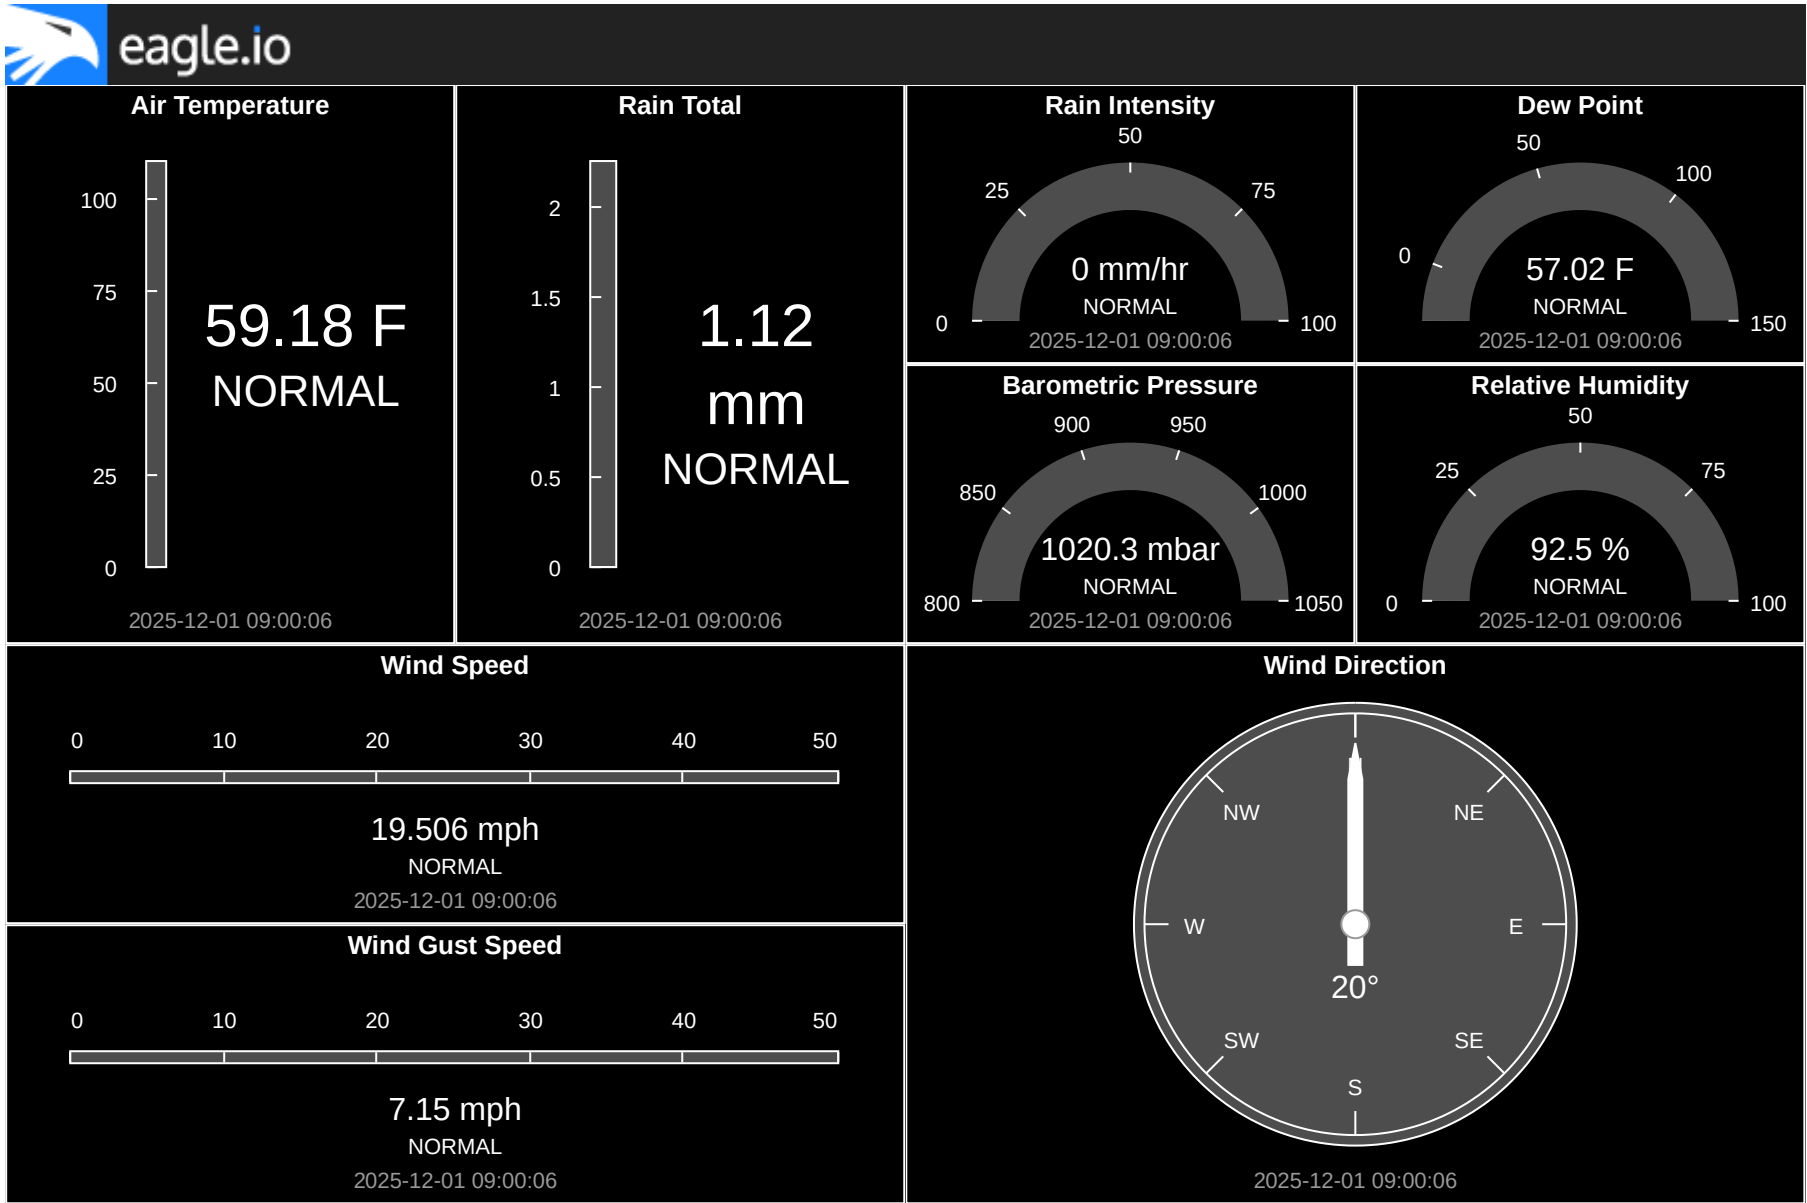 eagle.io
Air Temperature
100
75
50
25
0
59.18 F
NORMAL
2025-12-01 09:00:06
Rain Total
2
1.5
1
0.5
0
1.12
mm
NORMAL
2025-12-01 09:00:06
Rain Intensity
50
25
75
0
100
0 mm/hr
NORMAL
2025-12-01 09:00:06
Dew Point
50
100
0
150
57.02 F
NORMAL
2025-12-01 09:00:06
Barometric Pressure
900
950
850
1000
800
1050
1020.3 mbar
NORMAL
2025-12-01 09:00:06
Relative Humidity
50
25
75
0
100
92.5 %
NORMAL
2025-12-01 09:00:06
Wind Speed
0 10 20 30 40 50
19.506 mph
NORMAL
2025-12-01 09:00:06
Wind Gust Speed
0 10 20 30 40 50
7.15 mph
NORMAL
2025-12-01 09:00:06
Wind Direction
NW
NE
W
E
20°
SW
SE
S
2025-12-01 09:00:06